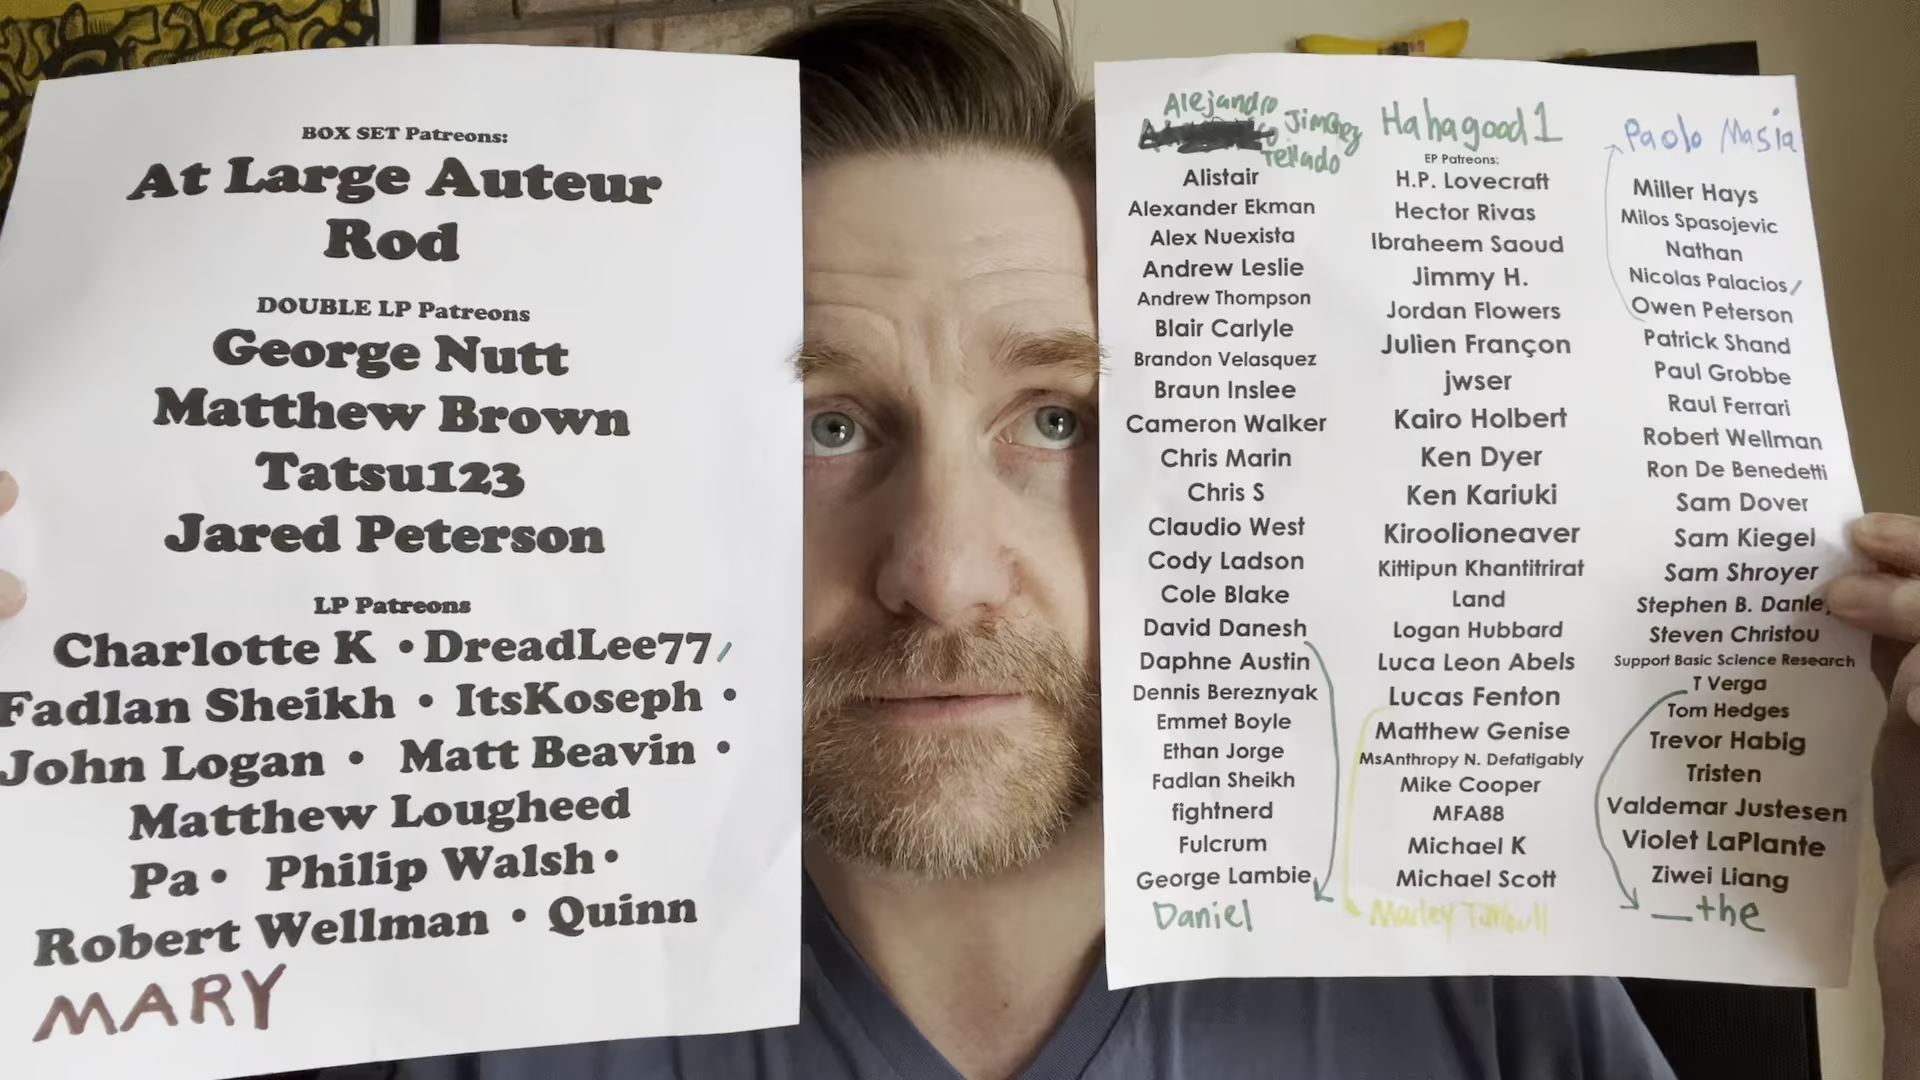 BOX SET Patreons:
At Large Auteur
Rod
DOUBLE LP Patreons
George Nutt
Matthew Brown
Tatsu123
Jared Peterson
LP Patreons
Charlotte K • DreadLee77
Fadlan Sheikh • ItsKoseph •
John Logan • Matt Beavin •
Matthew Lougheed
Pa • Philip Walsh •
Robert Wellman • Quinn
MARY
Alejandro
Jimenez
Tellado
Alistair
Alexander Ekman
Alex Nuexista
Andrew Leslie
Andrew Thompson
Blair Carlyle
Brandon Velasquez
Braun Inslee
Cameron Walker
Chris Marin
Chris S
Claudio West
Cody Ladson
Cole Blake
David Danesh
Daphne Austin
Dennis Bereznyak
Emmet Boyle
Ethan Jorge
Fadlan Sheikh
fightnerd
Fulcrum
George Lambie
Daniel
Hahagood1
EP Patreons:
H.P. Lovecraft
Hector Rivas
Ibraheem Saoud
Jimmy H.
Jordan Flowers
Julien Françon
jwser
Kairo Holbert
Ken Dyer
Ken Kariuki
Kiroolioneaver
Kittipun Khantitrirat
Land
Logan Hubbard
Luca Leon Abels
Lucas Fenton
Matthew Genise
MsAnthropy N. Defatigably
Mike Cooper
MFA88
Michael K
Michael Scott
Marley
Paolo Masia
Miller Hays
Milos Spasojevic
Nathan
Nicolas Palacios
Owen Peterson
Patrick Shand
Paul Grobbe
Raul Ferrari
Robert Wellman
Ron De Benedetti
Sam Dover
Sam Kiegel
Sam Shroyer
Stephen B. Danley
Steven Christou
Support Basic Science Research
T Verga
Tom Hedges
Trevor Habig
Tristen
Valdemar Justesen
Violet LaPlante
Ziwei Liang
_the